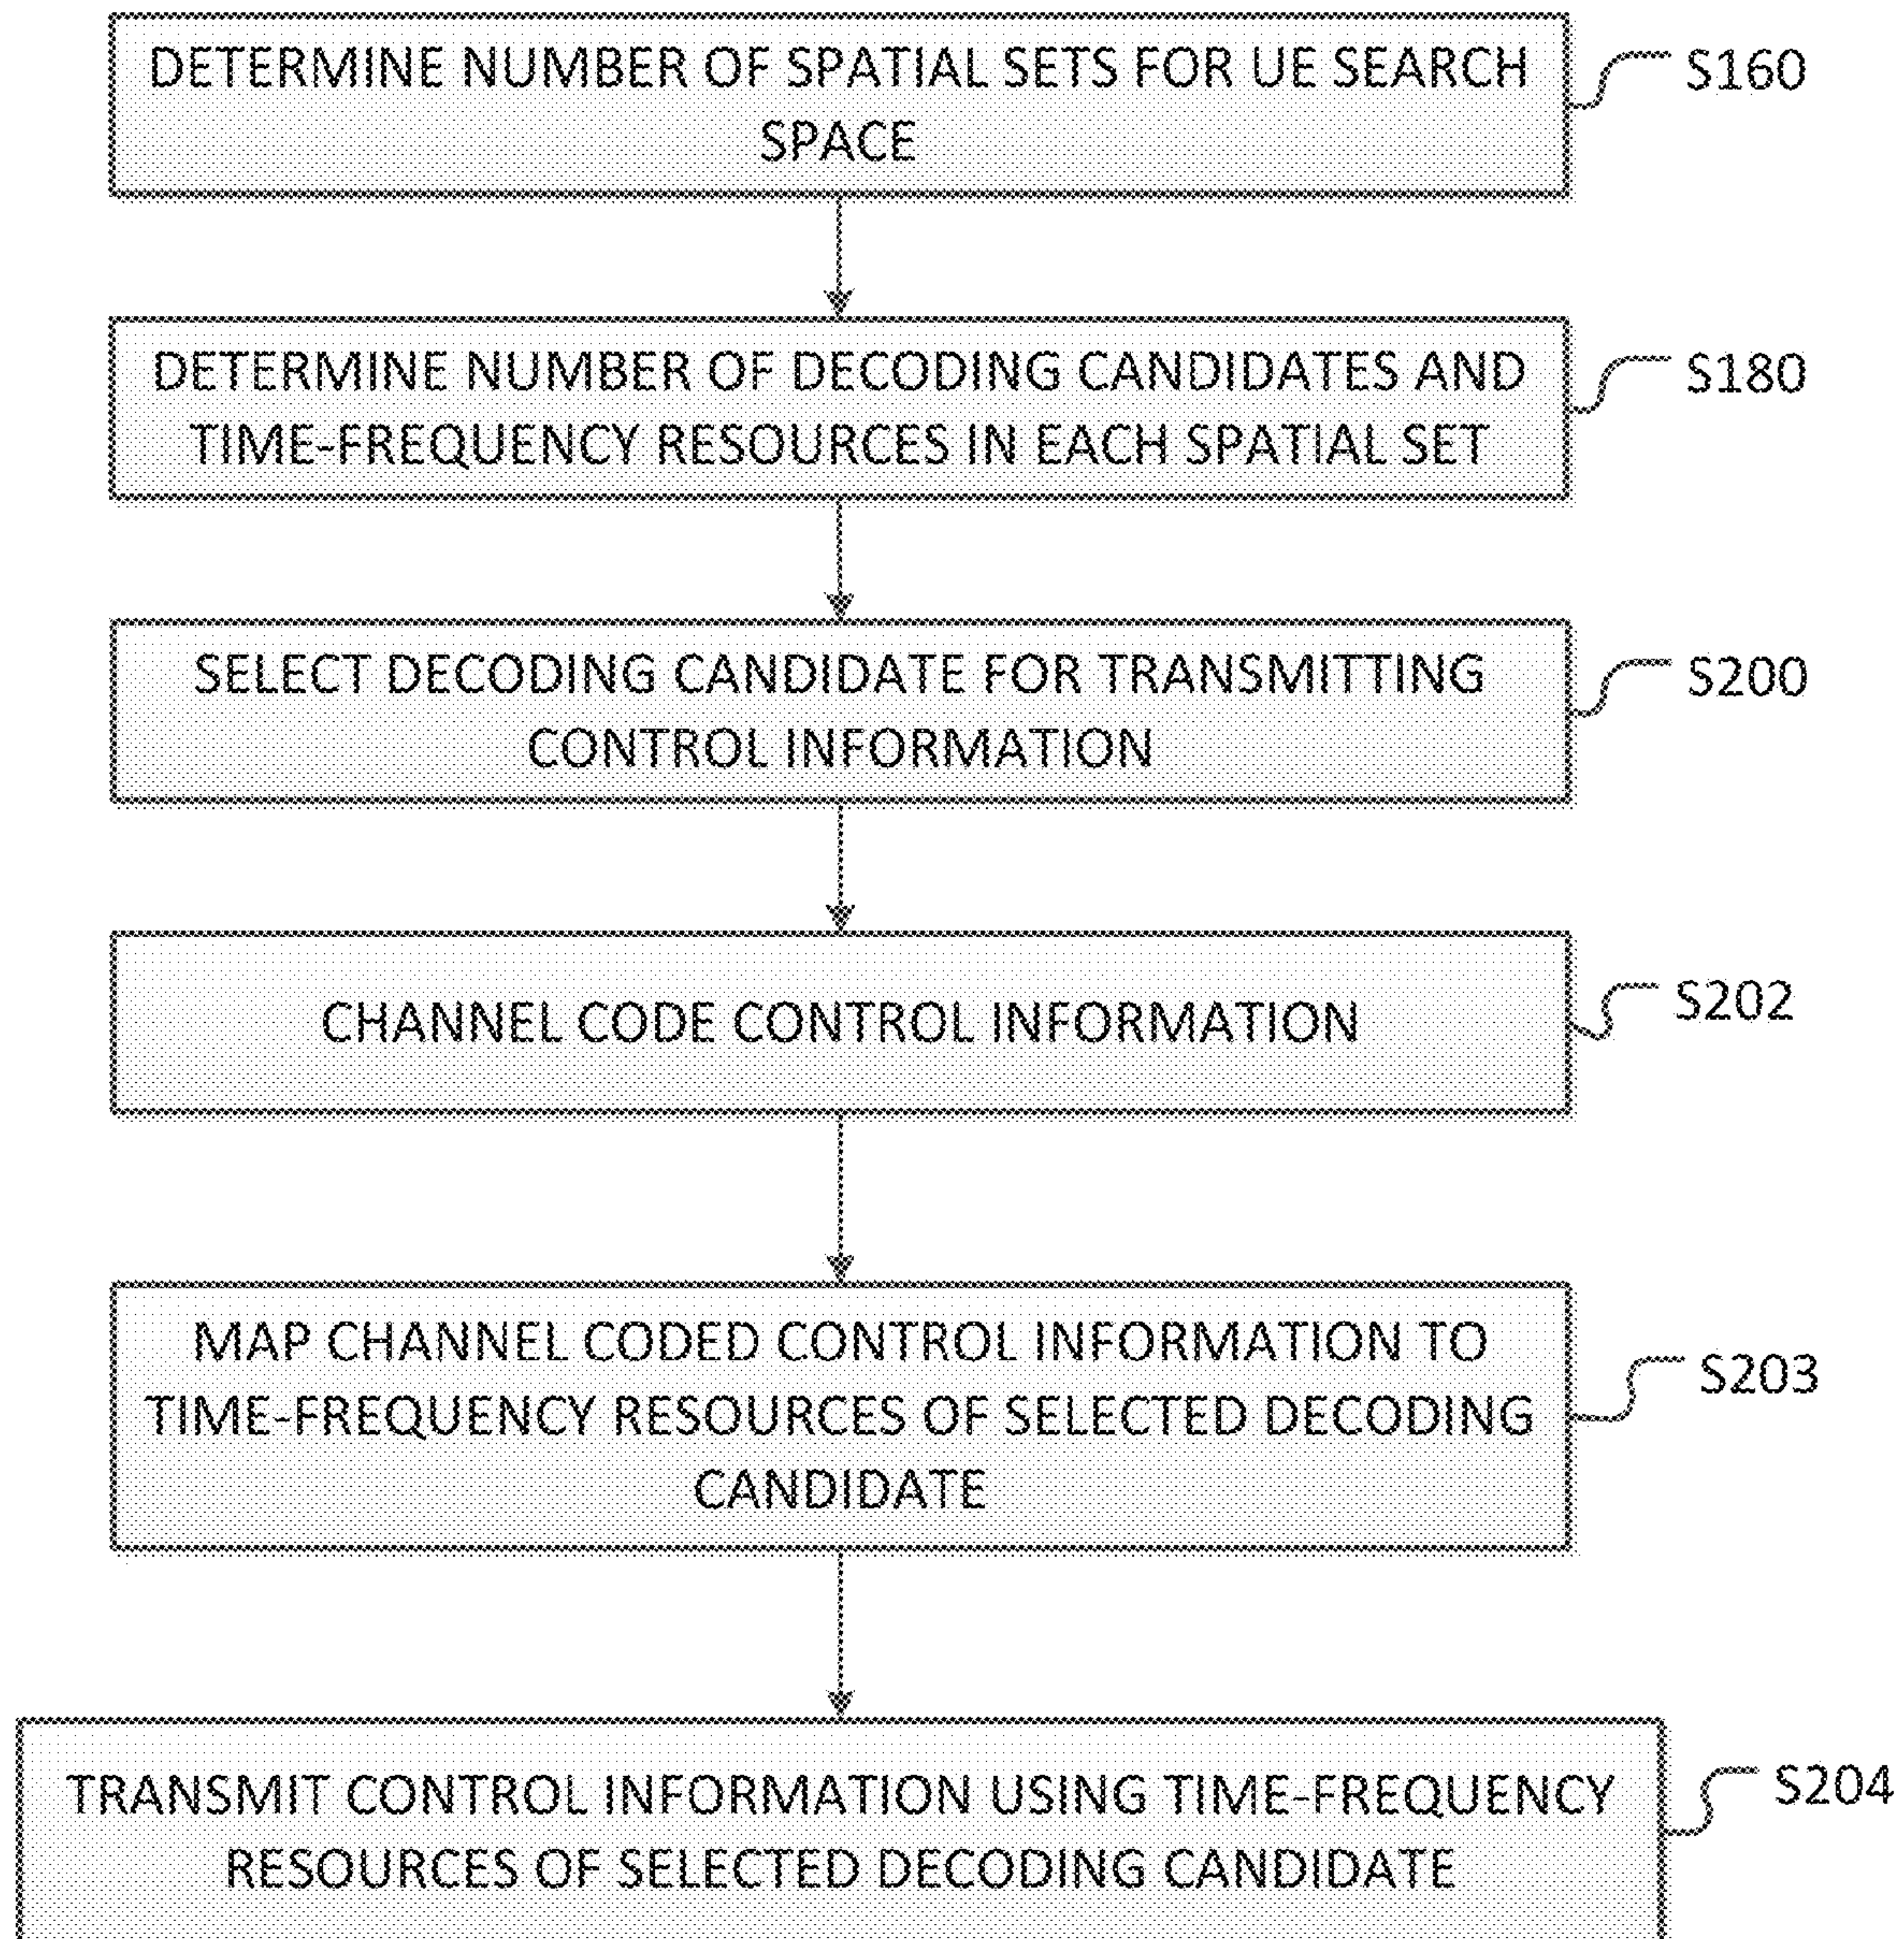 DETERMINE NUMBER OF SPATIAL SETS FOR UE SEARCH
SPACE
S160
DETERMINE NUMBER OF DECODING CANDIDATES AND
TIME-FREQUENCY RESOURCES IN EACH SPATIAL SET
S180
SELECT DECODING CANDIDATE FOR TRANSMITTING
CONTROL INFORMATION
S200
CHANNEL CODE CONTROL INFORMATION
S202
MAP CHANNEL CODED CONTROL INFORMATION TO
TIME-FREQUENCY RESOURCES OF SELECTED DECODING
CANDIDATE
S203
TRANSMIT CONTROL INFORMATION USING TIME-FREQUENCY
RESOURCES OF SELECTED DECODING CANDIDATE
S204